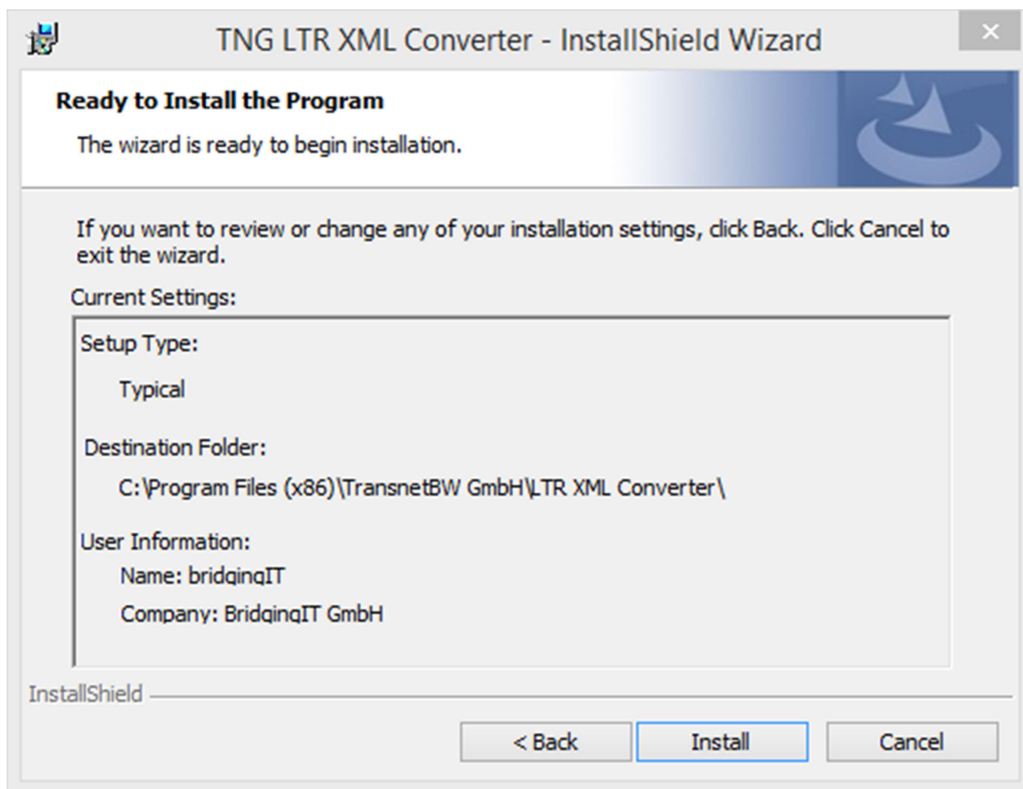 TNG LTR XML Converter - InstallShield Wizard
Ready to Install the Program
The wizard is ready to begin installation.
If you want to review or change any of your installation settings, click Back. Click Cancel to
exit the wizard.
Current Settings:
Setup Type:
Typical
Destination Folder:
C:\Program Files (x86)\TransnetBW GmbH\LTR XML Converter\
User Information:
Name: bridgingIT
Company: BridgingIT GmbH
InstallShield
< Back
Install
Cancel